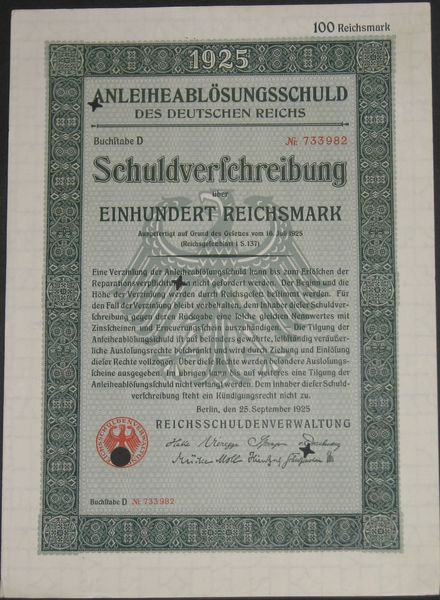 100 Reichsmark
1925
ANLEIHEABLÖSUNGSSCHULD
DES DEUTSCHEN REICHS
Buchſtabe D № 733982
Schuldverſchreibung
über
EINHUNDERT REICHSMARK
Ausgefertigt auf Grund des Geſetzes vom 16. Juli 1925
(Reichsgeſetzblatt I S. 137)
Eine Verzinſung der Anleiheablöſungsſchuld kann bis zum Erlöſchen der
Reparationsverpflichtungen nicht gefordert werden. Der Beginn und die
Höhe der Verzinſung werden durch Reichsgeſetz beſtimmt werden. Für
den Fall der Verzinſung bleibt vorbehalten, dem Inhaber dieſer Schuldver-
ſchreibung gegen deren Rückgabe eine ſolche gleichen Nennwertes mit
Zinsſcheinen und Erneuerungsſchein auszuhändigen. Die Tilgung der
Anleiheablöſungsſchuld iſt auf beſonders gewährte, ſelbſtändig veräußer-
liche Ausloſungsrechte beſchränkt und wird durch Ziehung und Einlöſung
dieſer Rechte vollzogen. Über dieſe Rechte werden beſondere Ausloſungs-
ſcheine ausgegeben. Im übrigen kann bis auf weiteres eine Tilgung der
Anleiheablöſungsſchuld nicht verlangt werden. Dem Inhaber dieſer Schuld-
verſchreibung ſteht ein Kündigungsrecht nicht zu.
Berlin, den 25. September 1925
REICHSSCHULDENVERWALTUNG
REICHSSCHULDENVERWALTUNG
Buchſtabe D № 733982